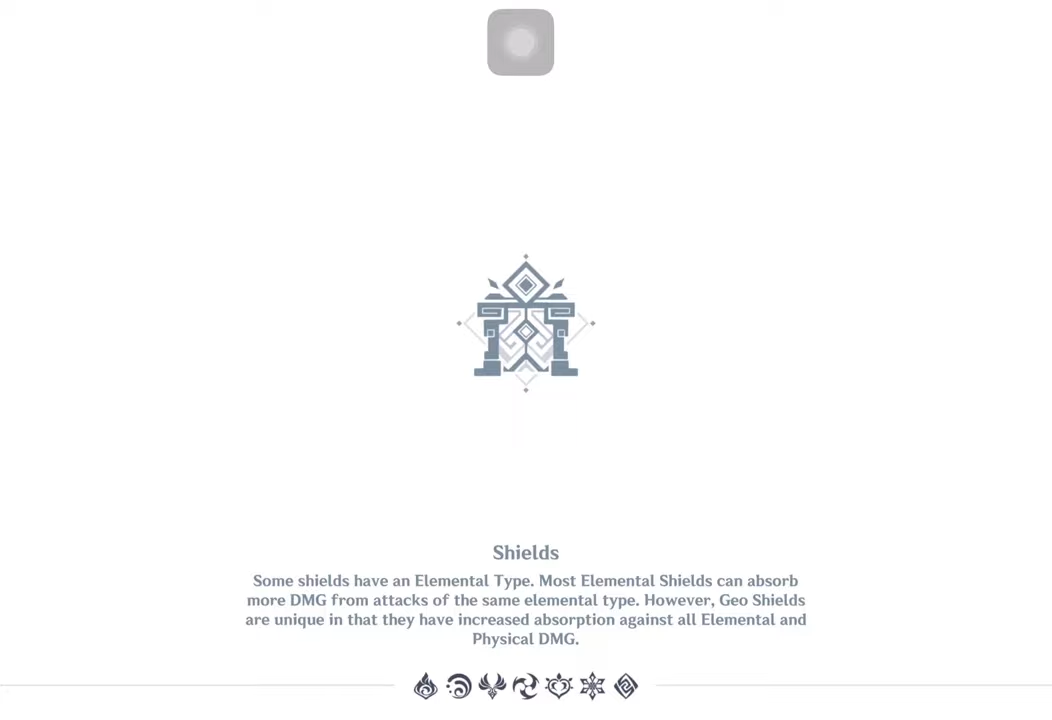 Shields
Some shields have an Elemental Type. Most Elemental Shields can absorb
more DMG from attacks of the same elemental type. However, Geo Shields
are unique in that they have increased absorption against all Elemental and
Physical DMG.